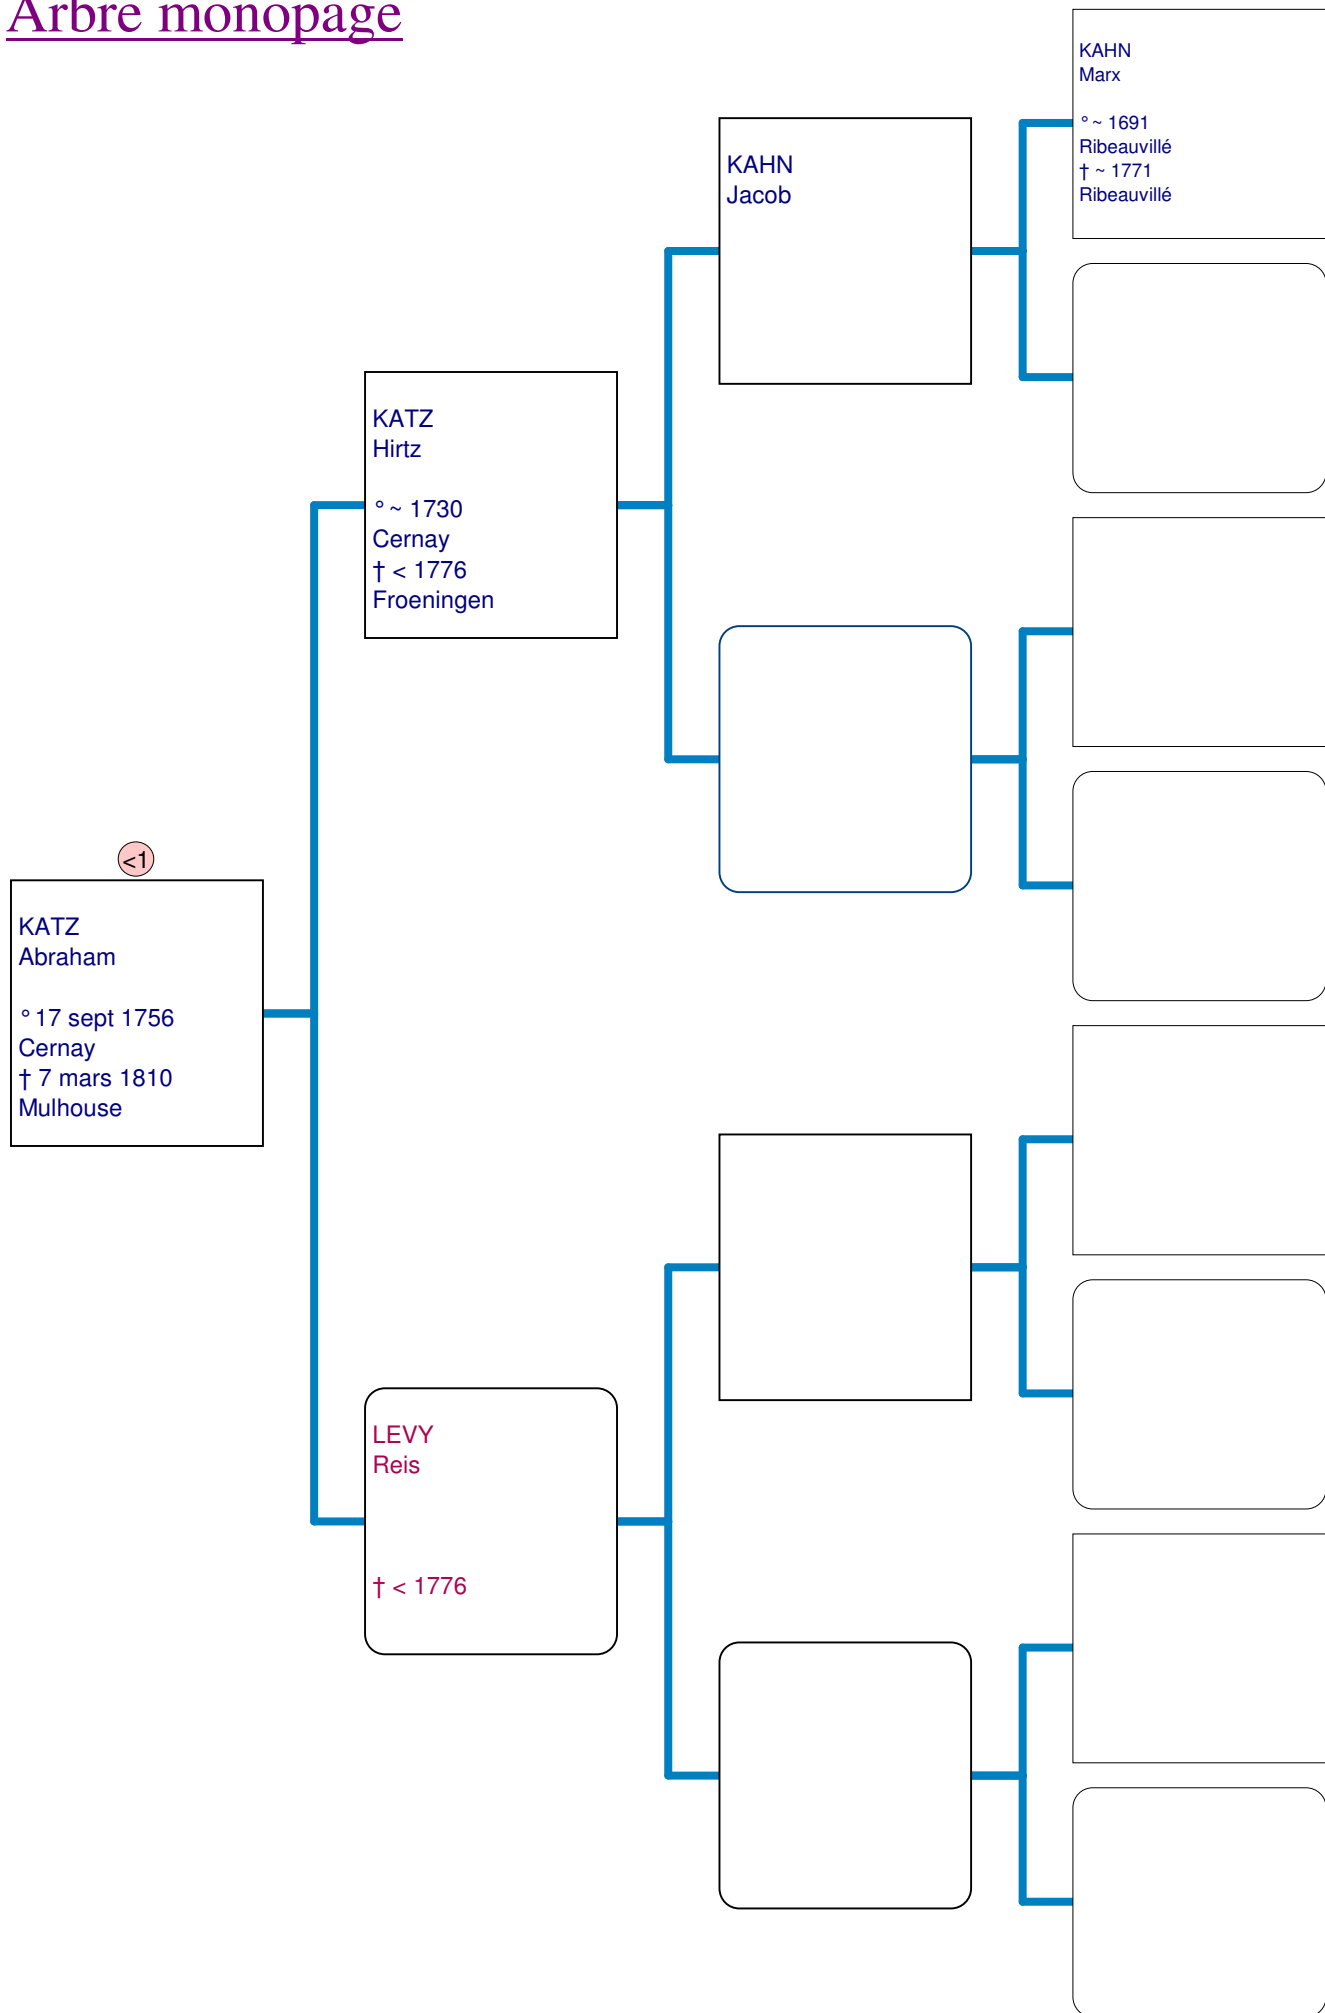 Arbre monopage
KAHN
Marx
° ~ 1691
Ribeauvillé
† ~ 1771
Ribeauvillé
KAHN
Jacob
KATZ
Hirtz
° ~ 1730
Cernay
† < 1776
Froeningen
<1
KATZ
Abraham
° 17 sept 1756
Cernay
† 7 mars 1810
Mulhouse
LEVY
Reis
† < 1776